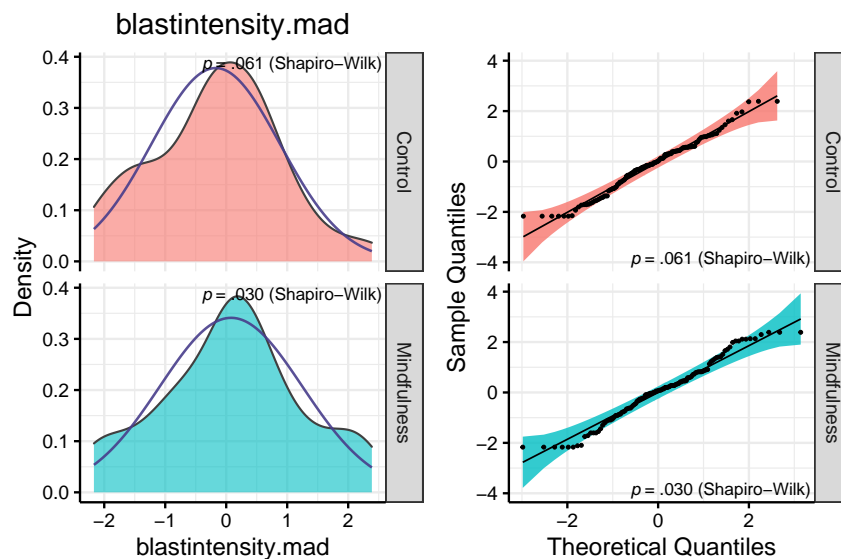 blastintensity.mad
p = .061 (Shapiro−Wilk)
0.4
0.3
0.2
0.1
0.0
Control
p = .030 (Shapiro−Wilk)
0.4
0.3
0.2
0.1
0.0
Mindfulness
Density
−2 −1 0 1 2
blastintensity.mad
4
2
0
−2
−4
p = .061 (Shapiro−Wilk)
Control
4
2
0
−2
−4
p = .030 (Shapiro−Wilk)
Mindfulness
Sample Quantiles
−2 0 2
Theoretical Quantiles